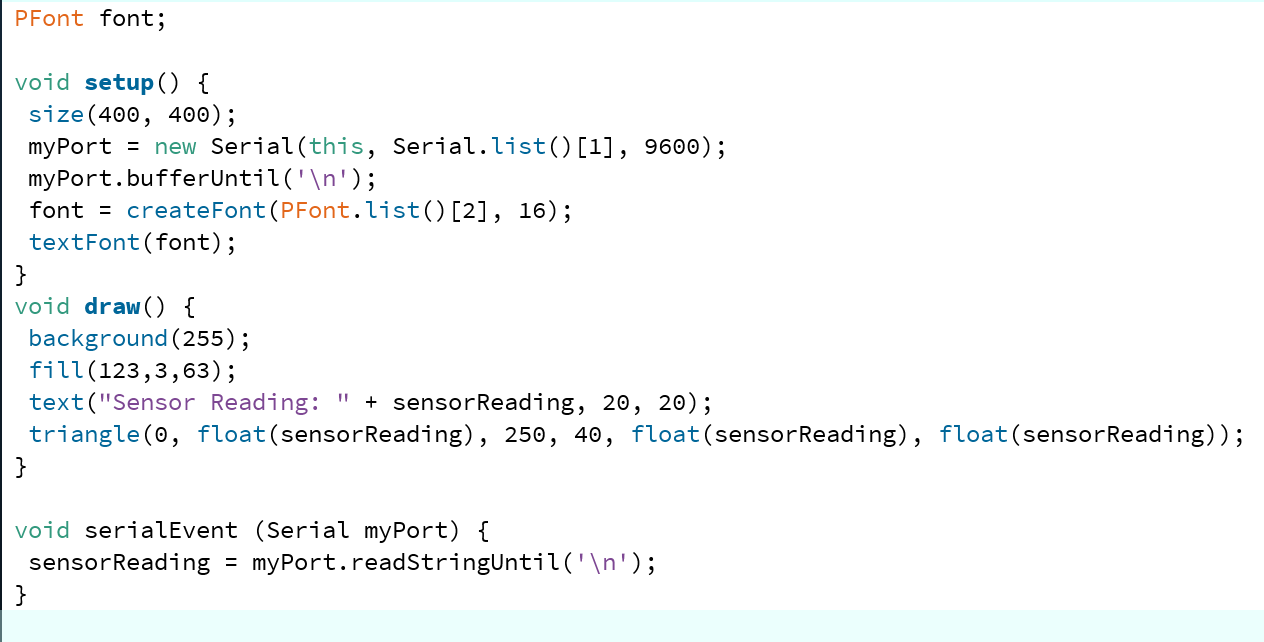 PFont font;

void setup() {
 size(400, 400);
 myPort = new Serial(this, Serial.list()[1], 9600);
 myPort.bufferUntil('\n');
 font = createFont(PFont.list()[2], 16);
 textFont(font);
}
void draw() {
 background(255);
 fill(123,3,63);
 text("Sensor Reading: " + sensorReading, 20, 20);
 triangle(0, float(sensorReading), 250, 40, float(sensorReading), float(sensorReading));
}

void serialEvent (Serial myPort) {
 sensorReading = myPort.readStringUntil('\n');
}